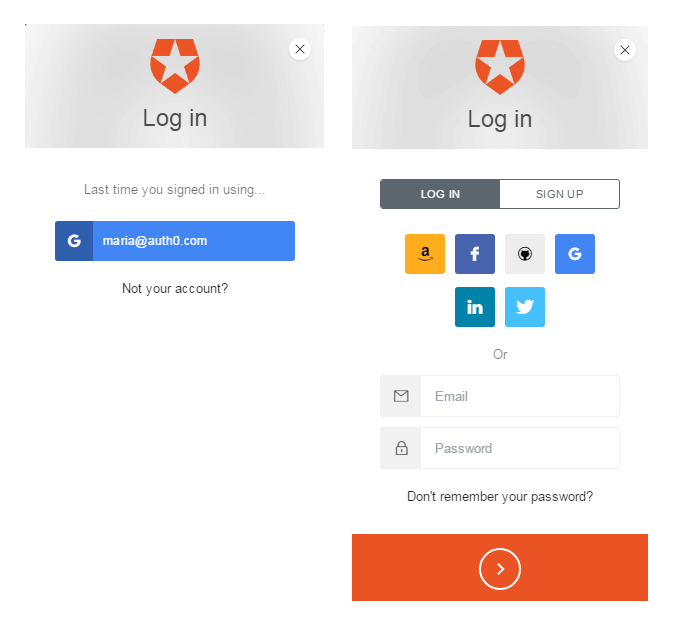 Log in
Last time you signed in using...
maria@auth0.com
Not your account?
Log in
LOG IN SIGN UP
Or
Email
Password
Don't remember your password?